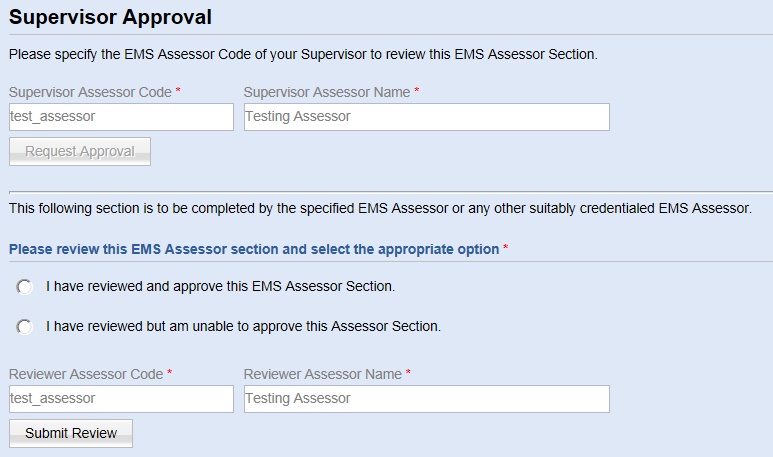 Supervisor Approval
Please specify the EMS Assessor Code of your Supervisor to review this EMS Assessor Section.
Supervisor Assessor Code * Supervisor Assessor Name *
test_assessor Testing Assessor
Request Approval
This following section is to be completed by the specified EMS Assessor or any other suitably credentialed EMS Assessor.
Please review this EMS Assessor section and select the appropriate option *
I have reviewed and approve this EMS Assessor Section.
I have reviewed but am unable to approve this Assessor Section.
Reviewer Assessor Code * Reviewer Assessor Name *
test_assessor Testing Assessor
Submit Review